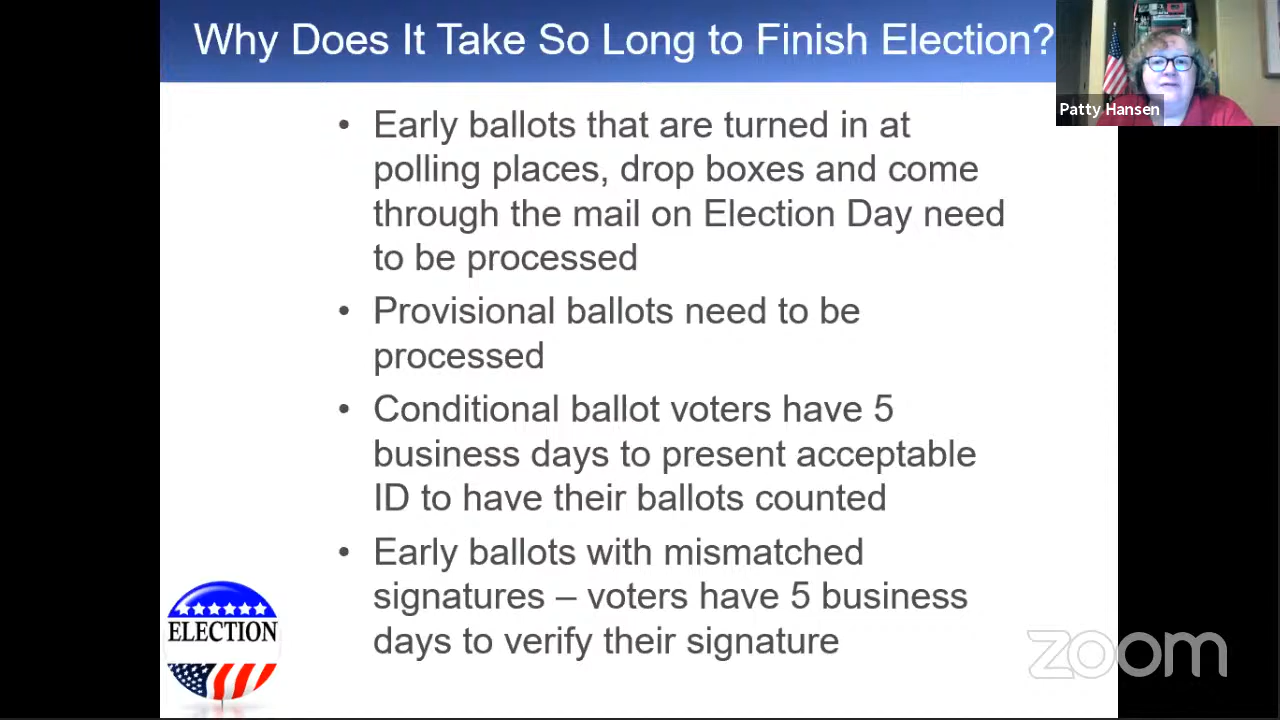 Why Does It Take So Long to Finish Election?
Patty Hansen
• Early ballots that are turned in at
polling places, drop boxes and come
through the mail on Election Day need
to be processed
• Provisional ballots need to be
processed
• Conditional ballot voters have 5
business days to present acceptable
ID to have their ballots counted
• Early ballots with mismatched
signatures – voters have 5 business
days to verify their signature
ELECTION
zoom